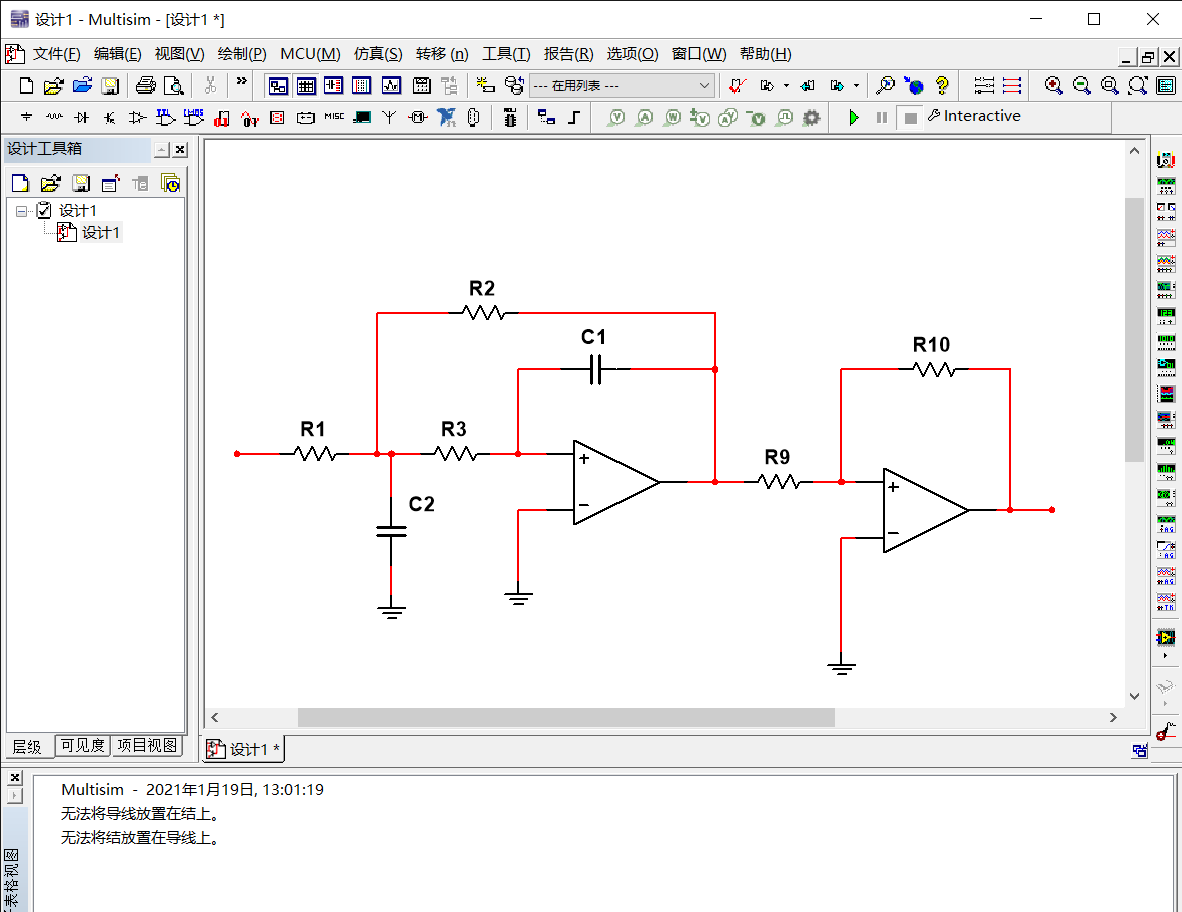 设计1 - Multisim - [设计1 *]
文件(F) 编辑(E) 视图(V) 绘制(P) MCU(M) 仿真(S) 转移 (n) 工具(T) 报告(R) 选项(O) 窗口(W) 帮助(H)
» --- 在用列表 ---
MISC Interactive
设计工具箱
设计1
设计1
R2
C1
R10
R1
R3
R9
C2
+
−
+
−
层级 可见度 项目视图
设计1 *
Multisim - 2021年1月19日, 13:01:19
无法将导线放置在结上。
无法将结放置在导线上。
表格视图